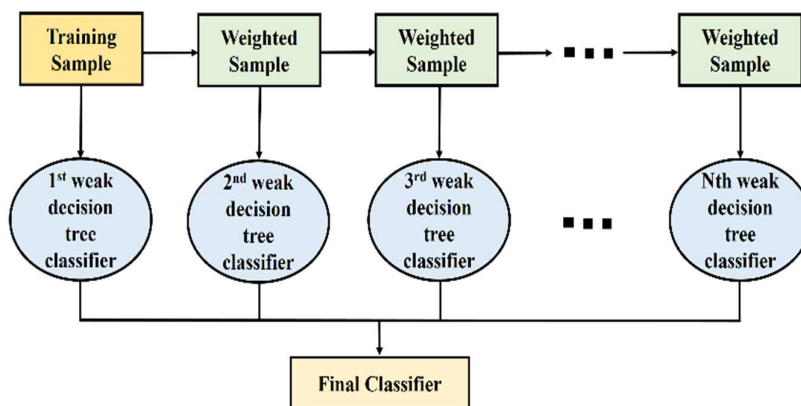 Training
Sample
Weighted
Sample
Weighted
Sample
Weighted
Sample
1st weak
decision
tree
classifier
2nd weak
decision
tree
classifier
3rd weak
decision
tree
classifier
Nth weak
decision
tree
classifier
Final Classifier